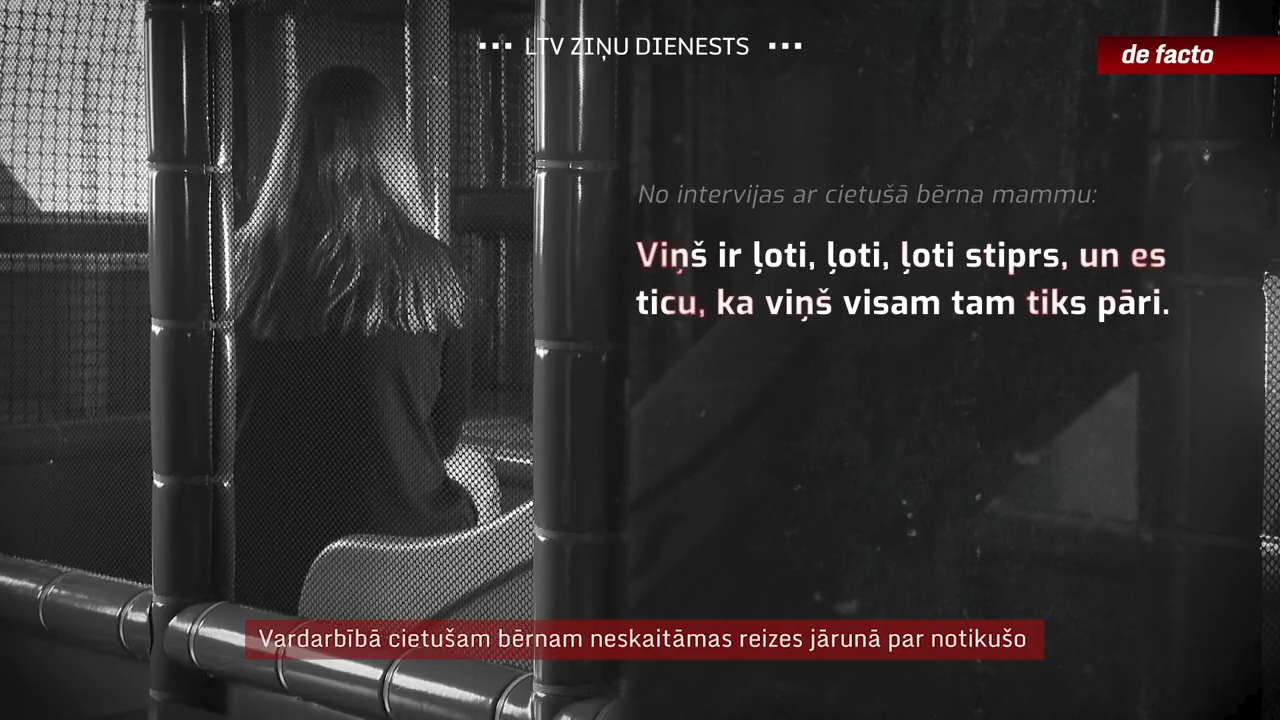 LTV ZIŅU DIENESTS
de facto
No intervijas ar cietušā bērna mammu:
Viņš ir ļoti, ļoti, ļoti stiprs, un es
ticu, ka viņš visam tam tiks pāri.
Vardarbībā cietušam bērnam neskaitāmas reizes jārunā par notikušo